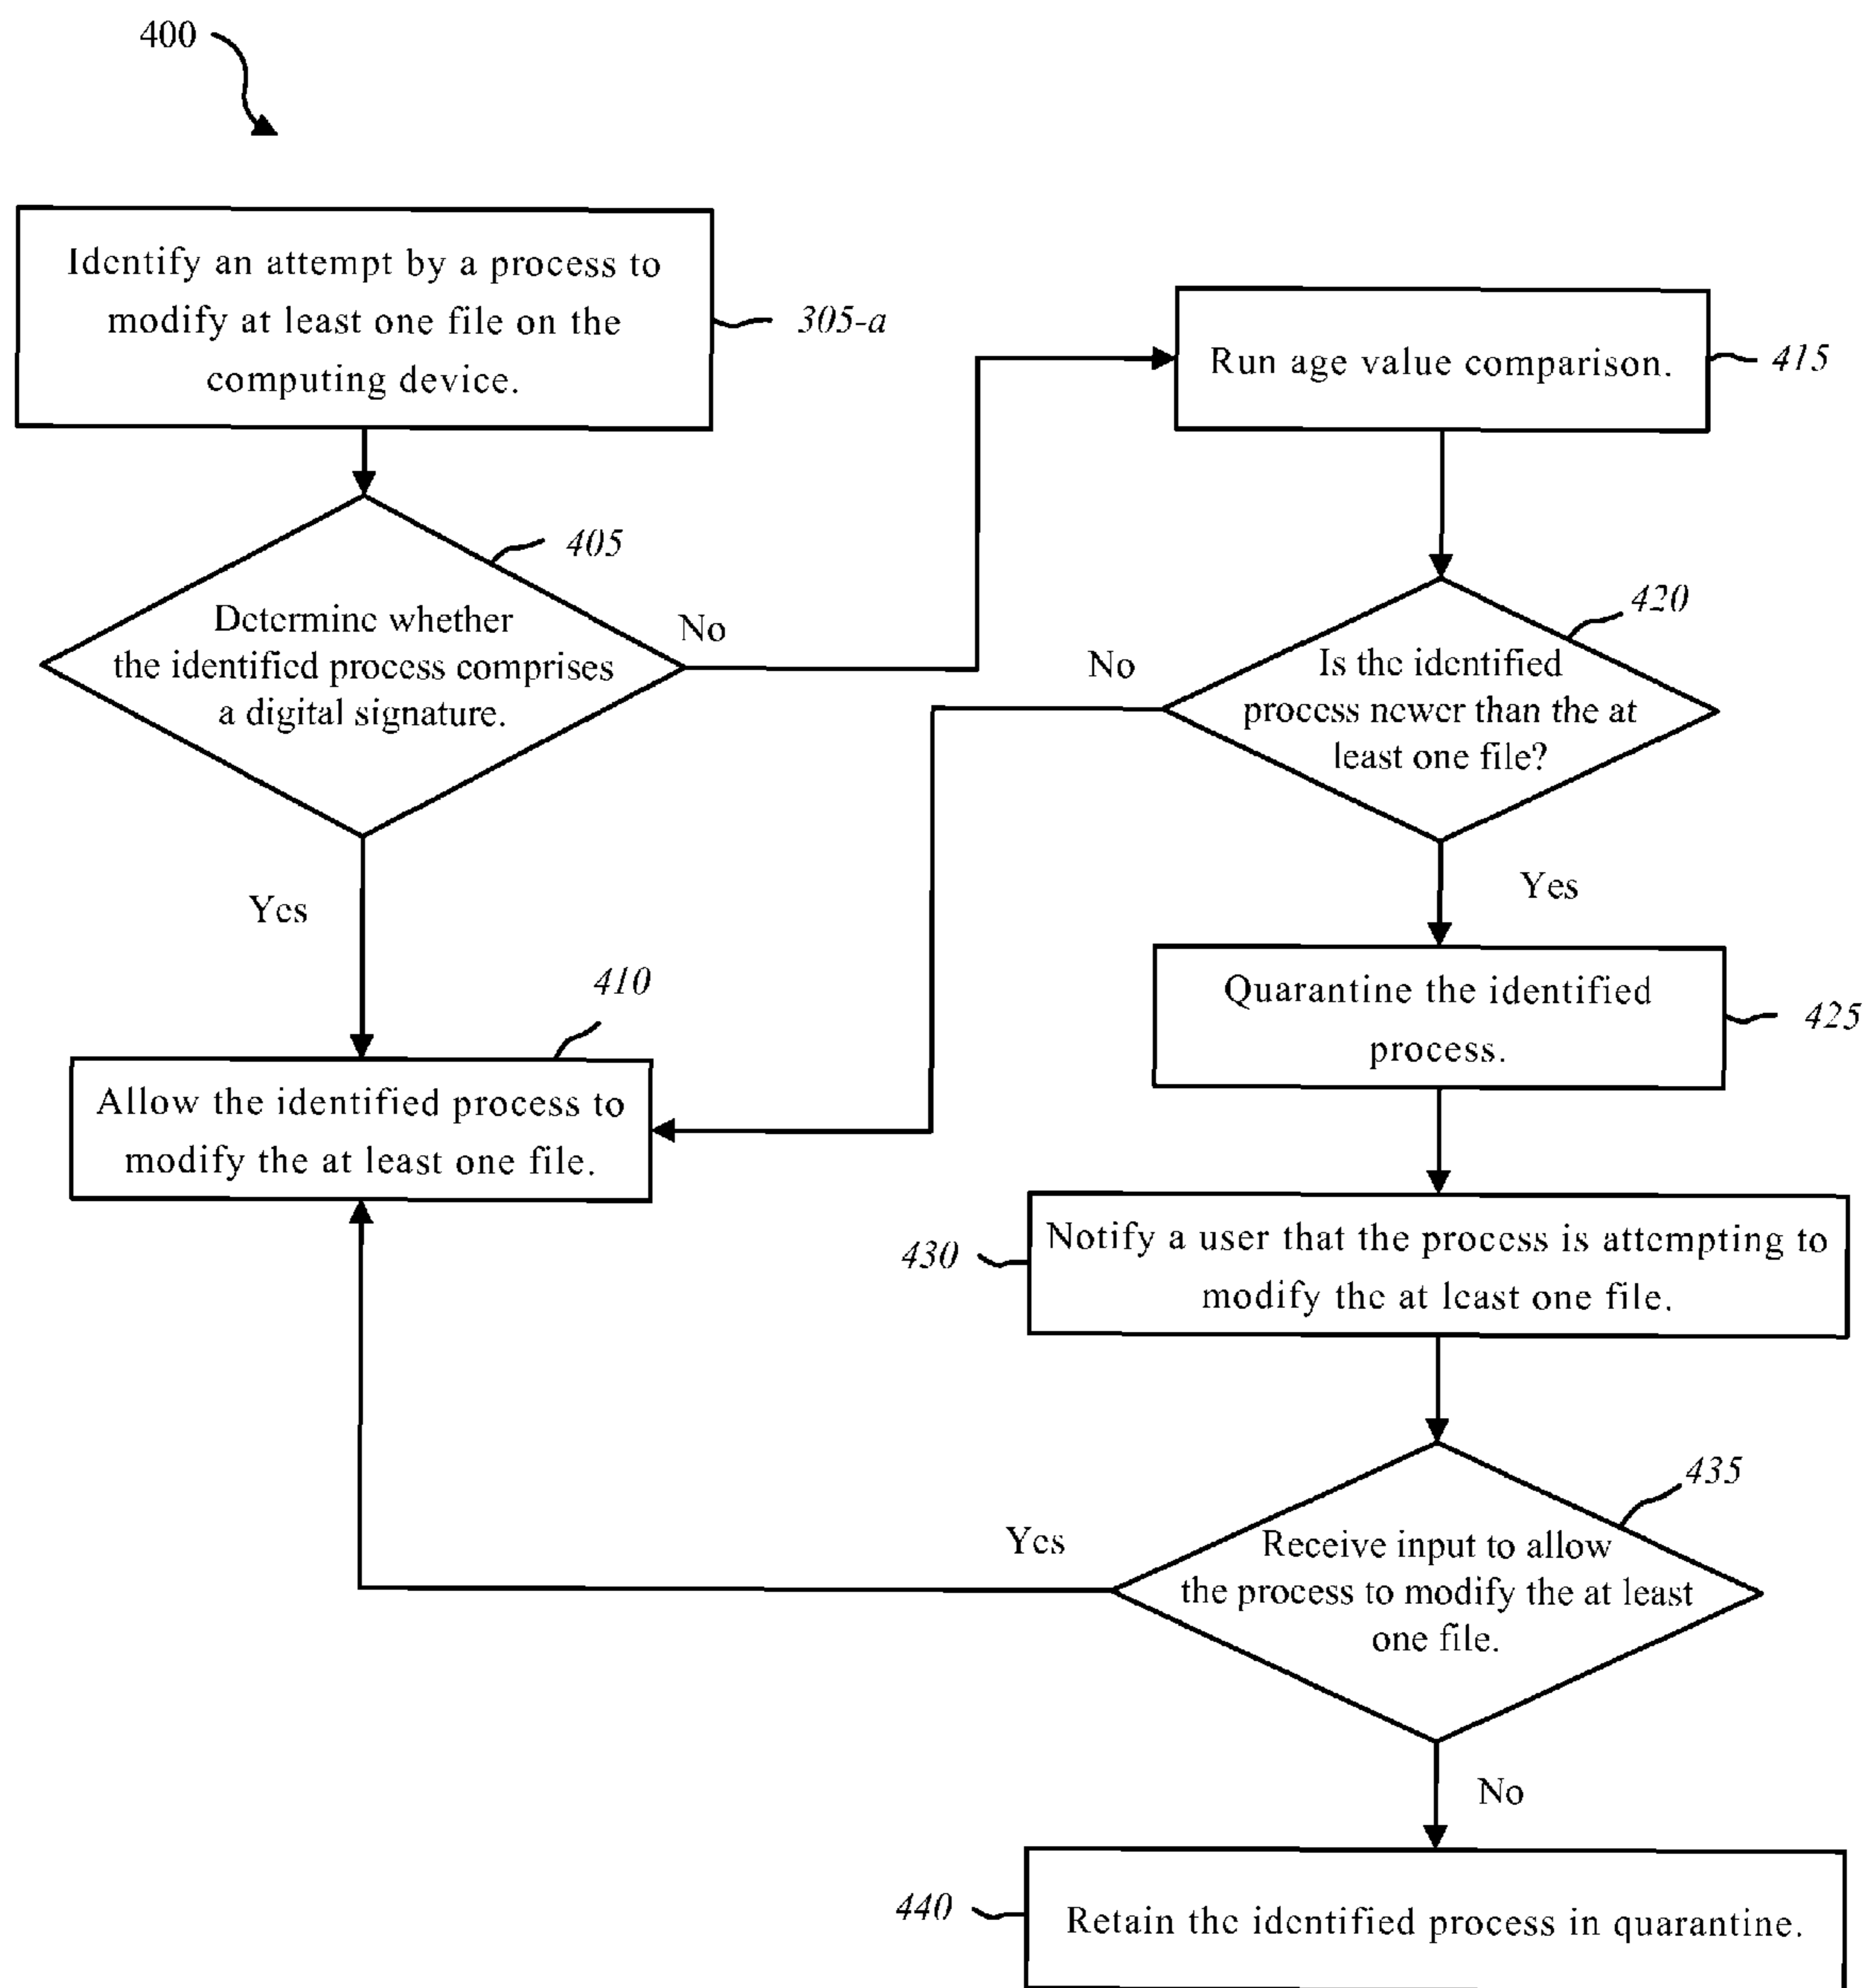 400
Identify an attempt by a process to
modify at least one file on the
computing device.
305-a
405
Determine whether
the identified process comprises
a digital signature.
No
Yes
410
Allow the identified process to
modify the at least one file.
Run age value comparison.
415
420
Is the identified
process newer than the at
least one file?
No
Yes
Quarantine the identified
process.
425
430
Notify a user that the process is attempting to
modify the at least one file.
435
Receive input to allow
the process to modify the at least
one file.
Yes
No
440
Retain the identified process in quarantine.